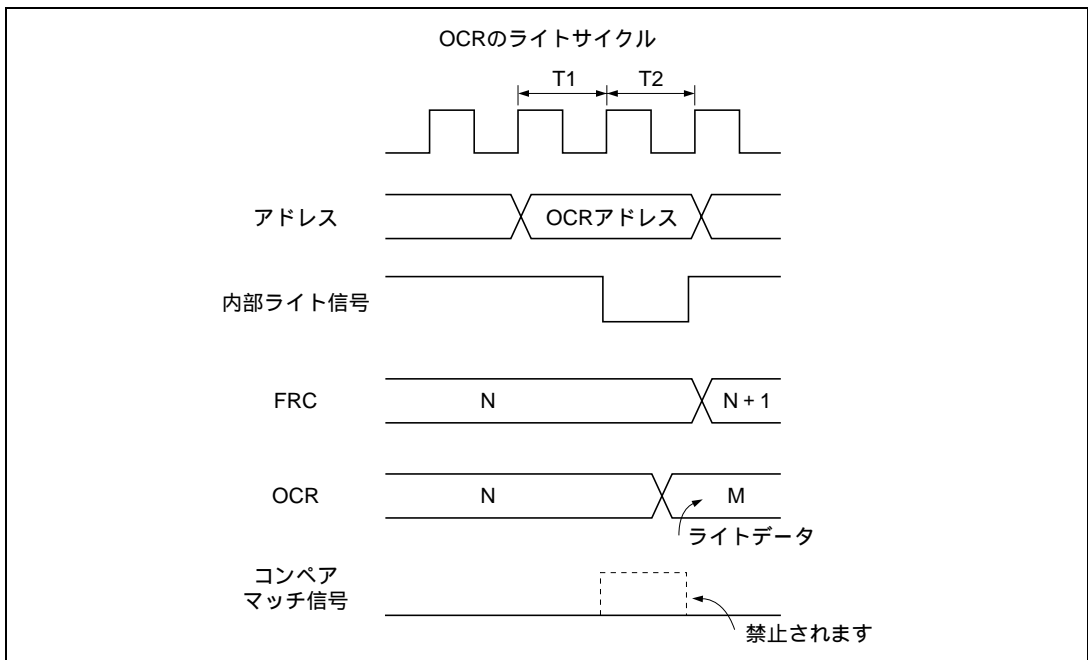 OCRのライトサイクル
T1 T2
アドレス OCRアドレス
内部ライト信号
FRC N N + 1
OCR N M
ライトデータ
コンペア
マッチ信号
禁止されます